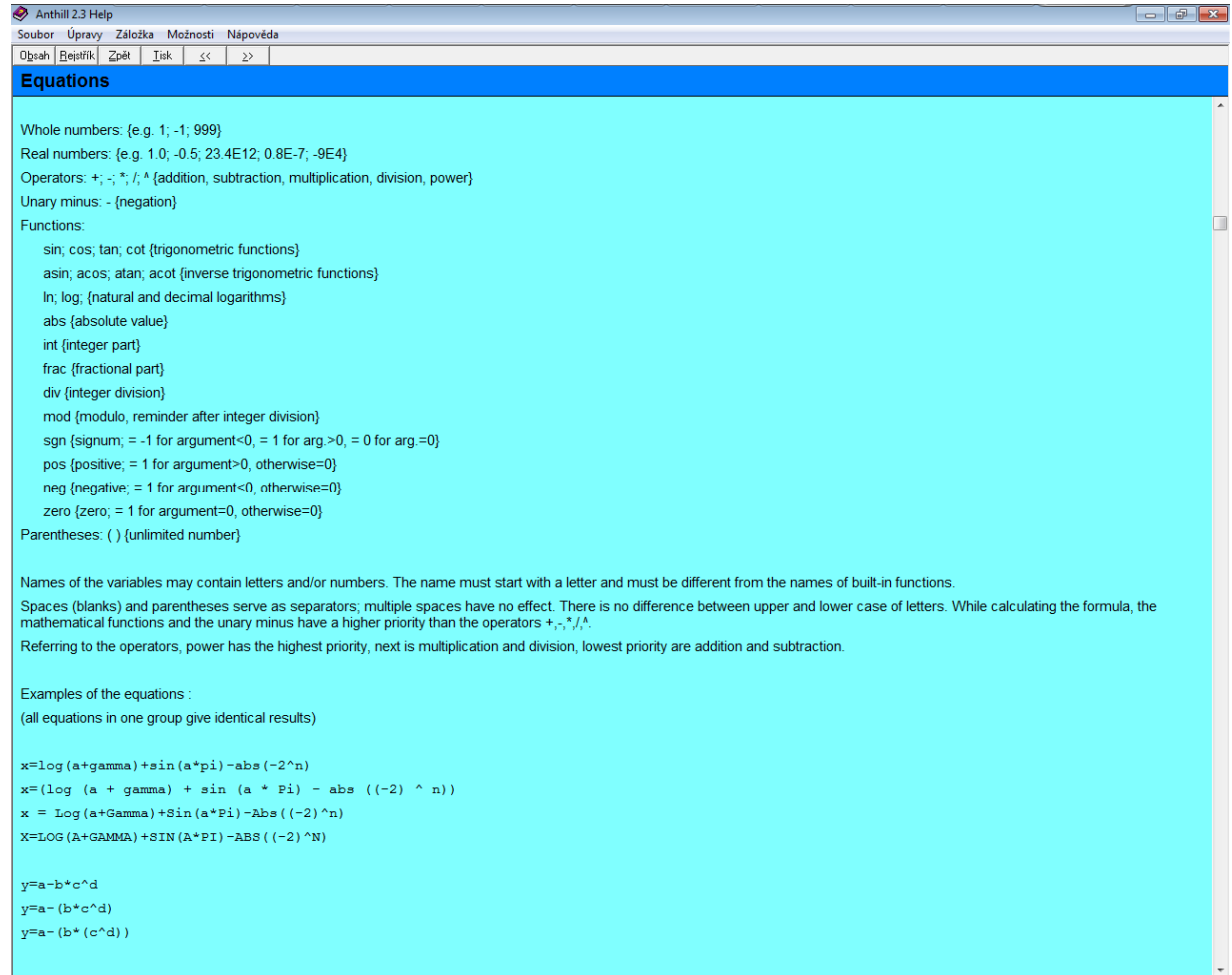 Anthill 2.3 Help
Soubor Úpravy Záložka Možnosti Nápověda
Obsah Rejstřík Zpět Tisk << >>
Equations
Whole numbers: {e.g. 1; -1; 999}
Real numbers: {e.g. 1.0; -0.5; 23.4E12; 0.8E-7; -9E4}
Operators: +; -; *; /; ^ {addition, subtraction, multiplication, division, power}
Unary minus: - {negation}
Functions:
sin; cos; tan; cot {trigonometric functions}
asin; acos; atan; acot {inverse trigonometric functions}
ln; log; {natural and decimal logarithms}
abs {absolute value}
int {integer part}
frac {fractional part}
div {integer division}
mod {modulo, reminder after integer division}
sgn {signum; = -1 for argument<0, = 1 for arg.>0, = 0 for arg.=0}
pos {positive; = 1 for argument>0, otherwise=0}
neg {negative; = 1 for argument<0, otherwise=0}
zero {zero; = 1 for argument=0, otherwise=0}
Parentheses: ( ) {unlimited number}
Names of the variables may contain letters and/or numbers. The name must start with a letter and must be different from the names of built-in functions.
Spaces (blanks) and parentheses serve as separators; multiple spaces have no effect. There is no difference between upper and lower case of letters. While calculating the formula, the
mathematical functions and the unary minus have a higher priority than the operators +,-,*,/,^.
Referring to the operators, power has the highest priority, next is multiplication and division, lowest priority are addition and subtraction.
Examples of the equations :
(all equations in one group give identical results)
x=log(a+gamma)+sin(a*pi)-abs(-2^n)
x=(log (a + gamma) + sin (a * Pi) - abs ((-2) ^ n))
x = Log(a+Gamma)+Sin(a*Pi)-Abs((-2)^n)
X=LOG(A+GAMMA)+SIN(A*PI)-ABS((-2)^N)
y=a-b*c^d
y=a-(b*c^d)
y=a-(b*(c^d))